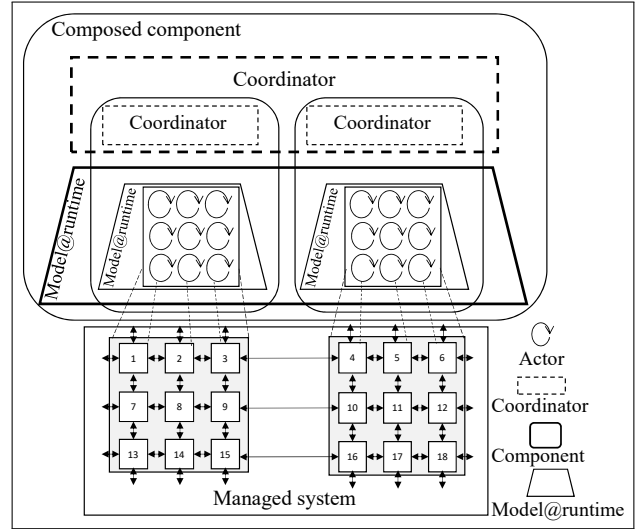 Composed component
Coordinator
Coordinator
Coordinator
Model@runtime
Model@runtime
Model@runtime
1 2 3 4 5 6
7 8 9 10 11 12
13 14 15 16 17 18
Managed system
Actor
Coordinator
Component
Model@runtime